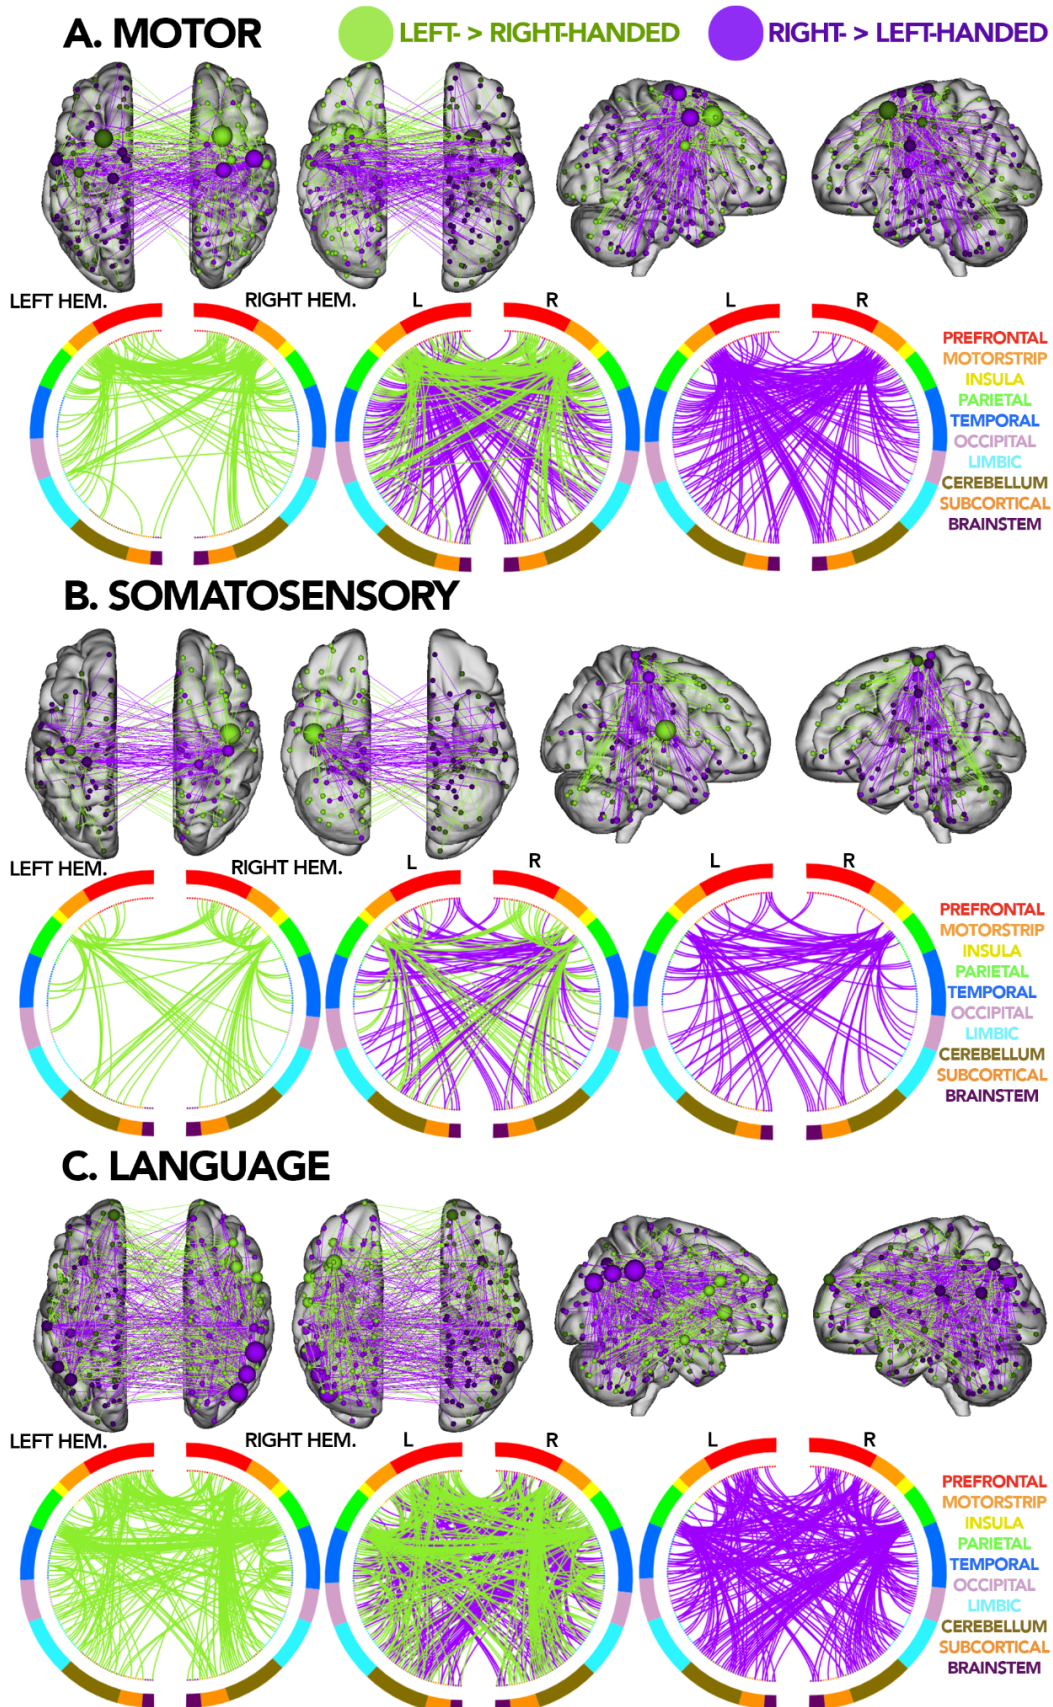 A. MOTOR
LEFT- > RIGHT-HANDED
RIGHT- > LEFT-HANDED
LEFT HEM.
RIGHT HEM.
L
R
L
R
PREFRONTAL
MOTORSTRIP
INSULA
PARIETAL
TEMPORAL
OCCIPITAL
LIMBIC
CEREBELLUM
SUBCORTICAL
BRAINSTEM
B. SOMATOSENSORY
LEFT HEM.
RIGHT HEM.
L
R
L
R
PREFRONTAL
MOTORSTRIP
INSULA
PARIETAL
TEMPORAL
OCCIPITAL
LIMBIC
CEREBELLUM
SUBCORTICAL
BRAINSTEM
C. LANGUAGE
LEFT HEM.
RIGHT HEM.
L
R
L
R
PREFRONTAL
MOTORSTRIP
INSULA
PARIETAL
TEMPORAL
OCCIPITAL
LIMBIC
CEREBELLUM
SUBCORTICAL
BRAINSTEM